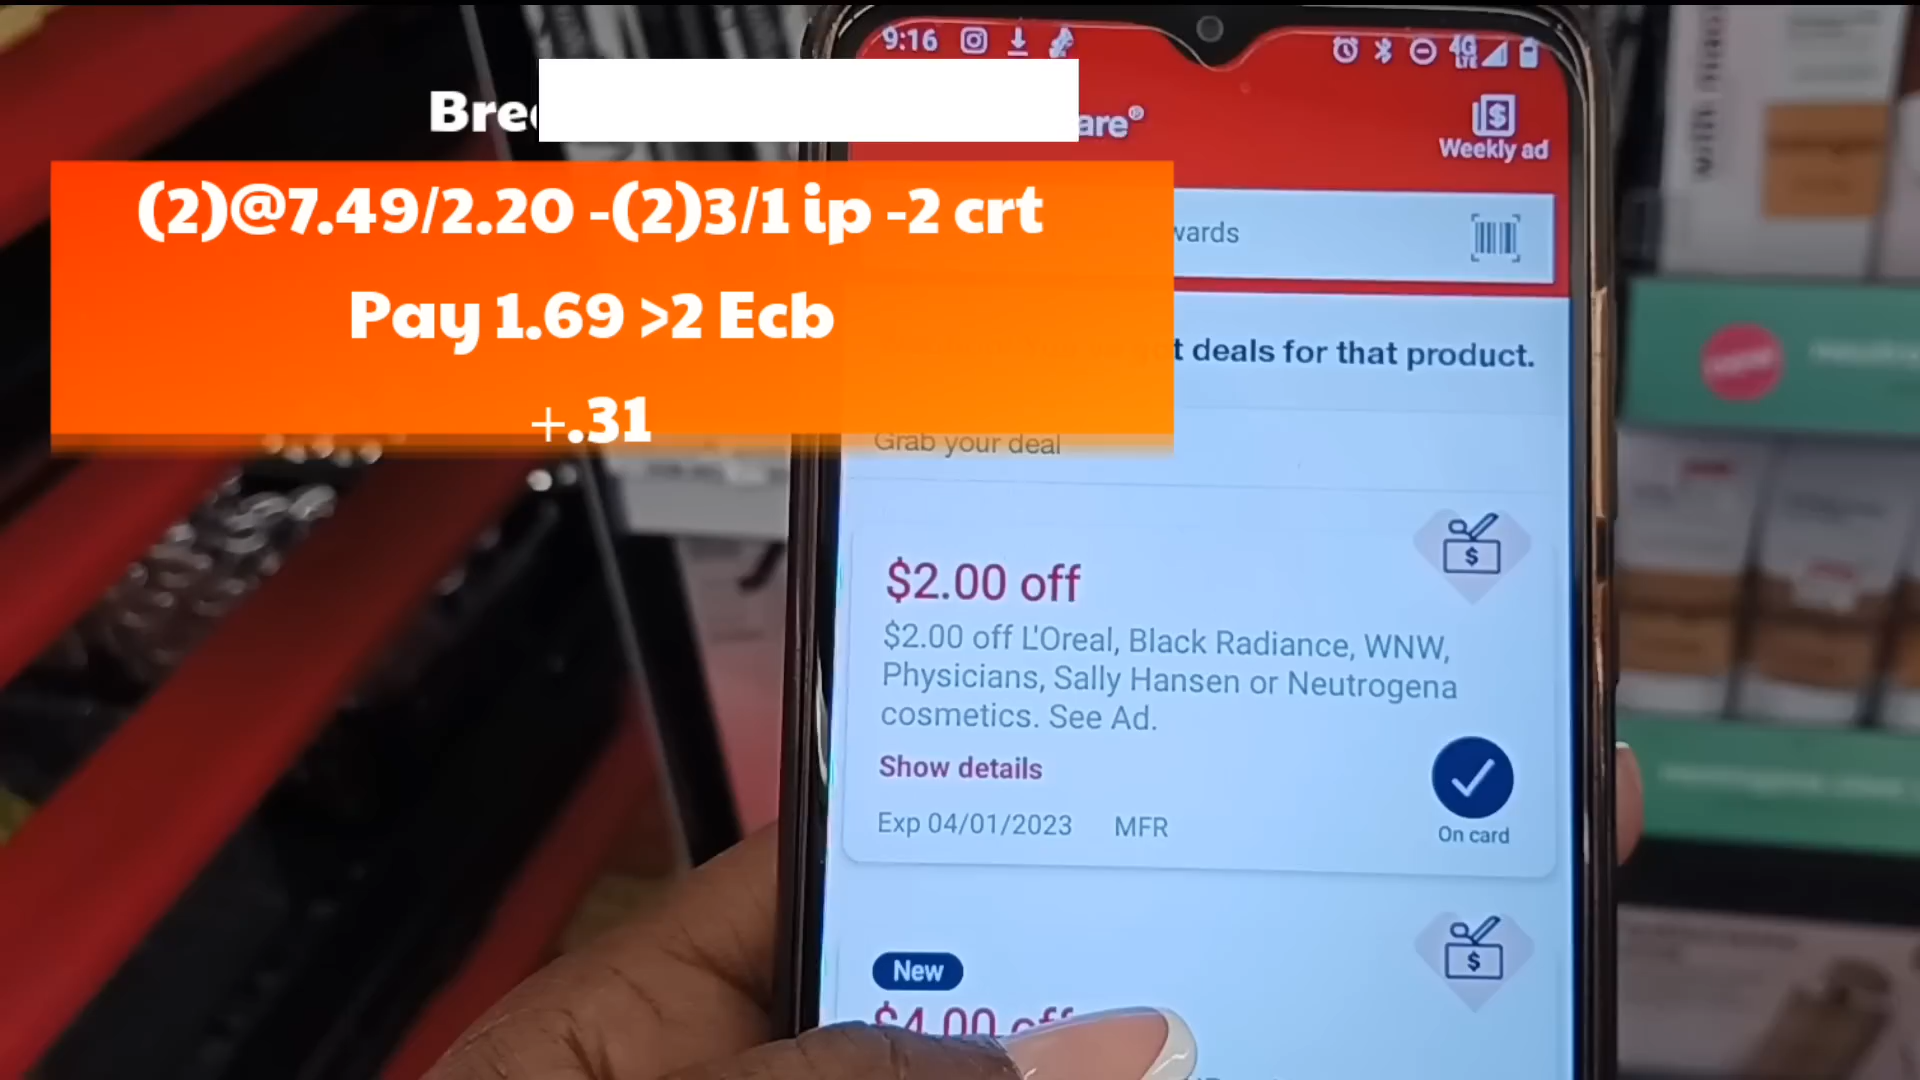 9:16
4G
LTE
are®
Weekly ad
(2)@7.49/2.20 -(2)3/1 ip -2 crt
Pay 1.69 >2 Ecb
+.31
t deals for that product.
Grab your deal
$2.00 off
$2.00 off L'Oreal, Black Radiance, WNW,
Physicians, Sally Hansen or Neutrogena
cosmetics. See Ad.
Show details
Exp 04/01/2023 MFR
On card
New
$4.00 off